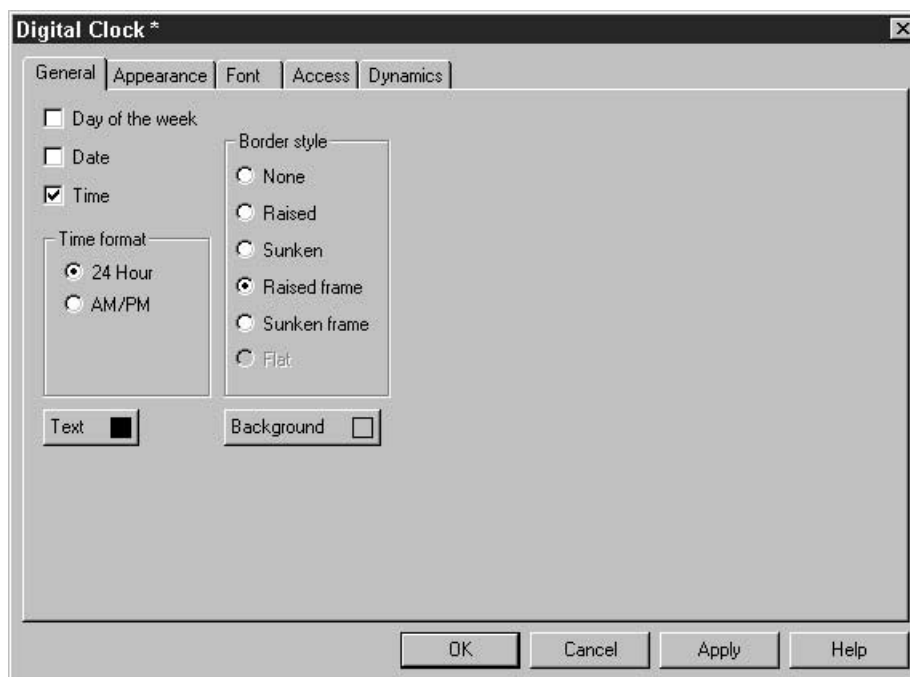 Digital Clock *
General Appearance Font Access Dynamics
Day of the week
Date
Time
Time format
24 Hour
AM/PM
Border style
None
Raised
Sunken
Raised frame
Sunken frame
Flat
Text
Background
OK Cancel Apply Help